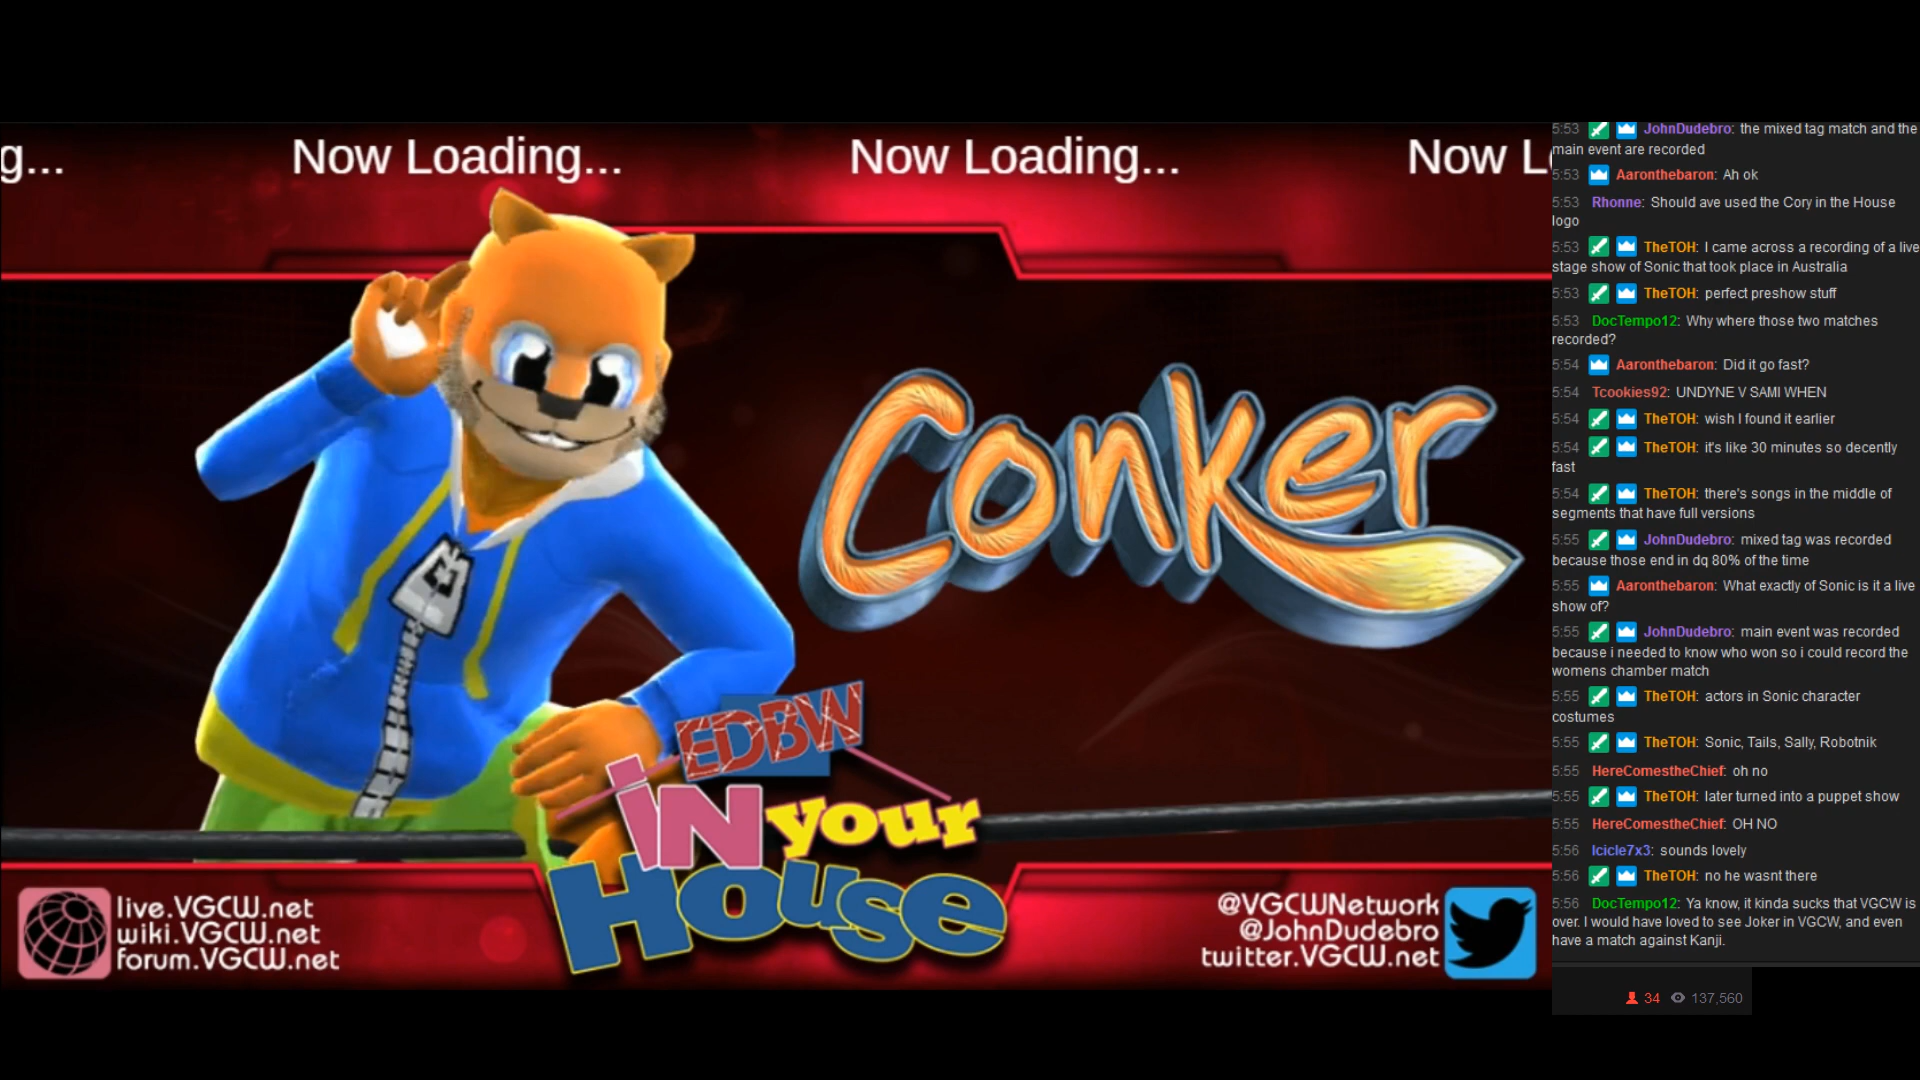 g...
Now Loading...
Now Loading...
Now L
Conker
EDBW
iN your
House
live.VGCW.net
wiki.VGCW.net
forum.VGCW.net
@VGCWNetwork
@JohnDudebro
twitter.VGCW.net
5:53 JohnDudebro: the mixed tag match and the
main event are recorded
5:53 Aaronthebaron: Ah ok
5:53 Rhonne: Should ave used the Cory in the House
logo
5:53 TheTOH: I came across a recording of a live
stage show of Sonic that took place in Australia
5:53 TheTOH: perfect preshow stuff
5:53 DocTempo12: Why where those two matches
recorded?
5:54 Aaronthebaron: Did it go fast?
5:54 Tcookies92: UNDYNE V SAMI WHEN
5:54 TheTOH: wish I found it earlier
5:54 TheTOH: it's like 30 minutes so decently
fast
5:54 TheTOH: there's songs in the middle of
segments that have full versions
5:55 JohnDudebro: mixed tag was recorded
because those end in dq 80% of the time
5:55 Aaronthebaron: What exactly of Sonic is it a live
show of?
5:55 JohnDudebro: main event was recorded
because i needed to know who won so i could record the
womens chamber match
5:55 TheTOH: actors in Sonic character
costumes
5:55 TheTOH: Sonic, Tails, Sally, Robotnik
5:55 HereComestheChief: oh no
5:55 TheTOH: later turned into a puppet show
5:55 HereComestheChief: OH NO
5:56 Icicle7x3: sounds lovely
5:56 TheTOH: no he wasnt there
5:56 DocTempo12: Ya know, it kinda sucks that VGCW is
over. I would have loved to see Joker in VGCW, and even
have a match against Kanji.
34 137,560